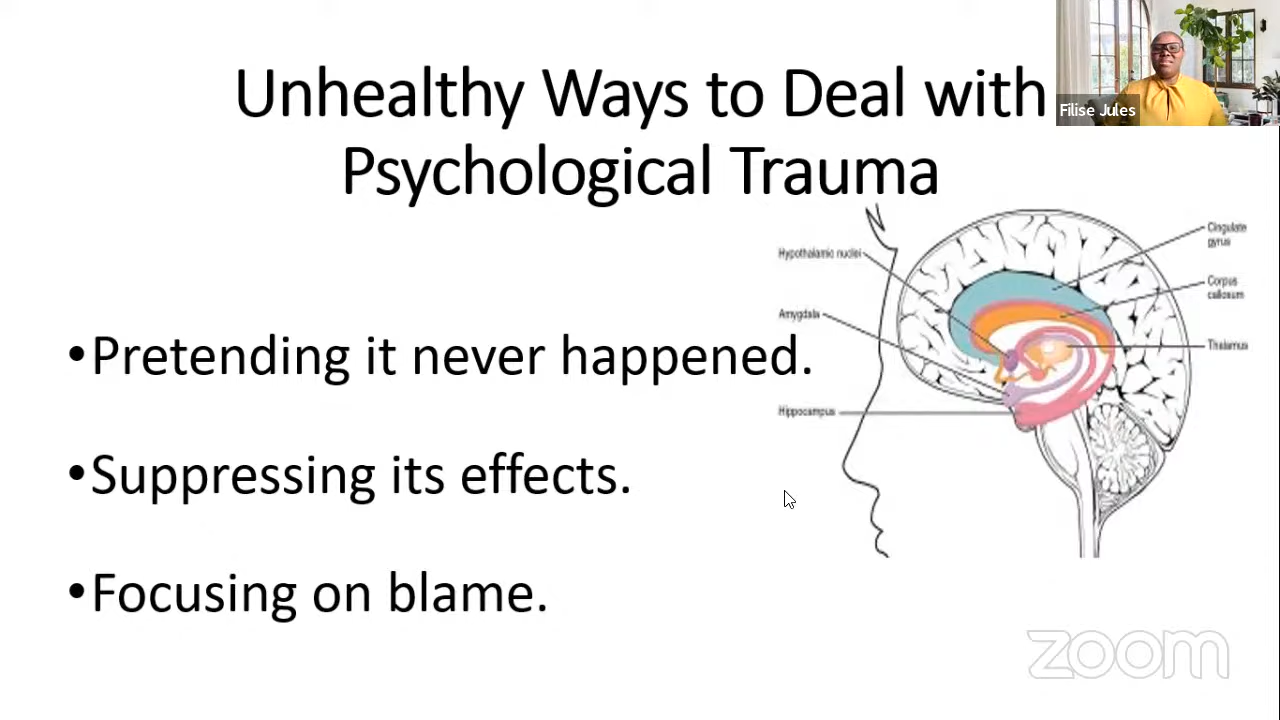 Unhealthy Ways to Deal with
Psychological Trauma
Filise Jules
•Pretending it never happened.
•Suppressing its effects.
•Focusing on blame.
Hypothalamic nuclei
Amygdala
Hippocampus
Cingulate
gyrus
Corpus
callosum
Thalamus
zoom